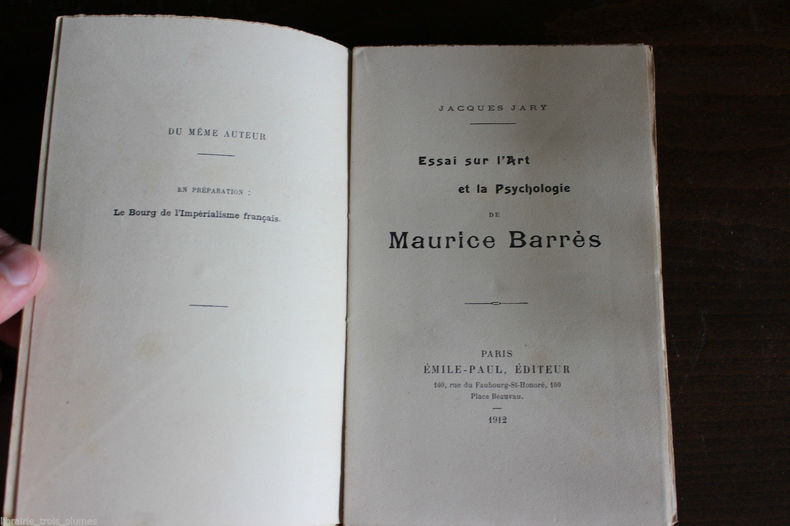 DU MÊME AUTEUR
EN PRÉPARATION :
Le Bourg de l'Impérialisme français.
JACQUES JARY
Essai sur l'Art
et la Psychologie
DE
Maurice Barrès
PARIS
ÉMILE-PAUL, ÉDITEUR
100, rue du Faubourg-St-Honoré, 100
Place Beauvau.
1912
librairie_trois_plumes